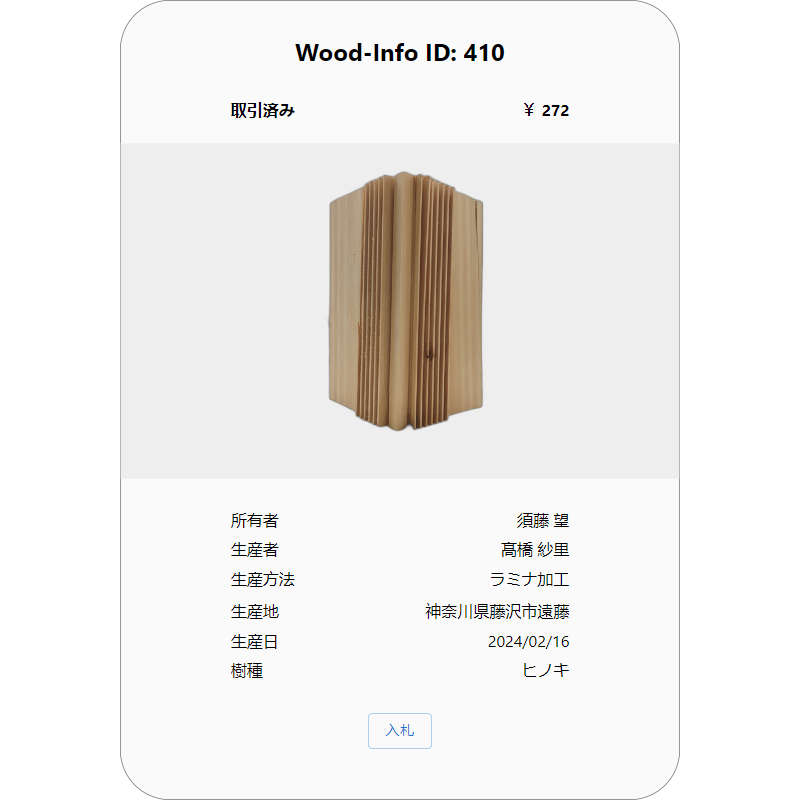 Wood-Info ID: 410
取引済み ￥ 272
所有者 須藤 望
生産者 髙橋 紗里
生産方法 ラミナ加工
生産地 神奈川県藤沢市遠藤
生産日 2024/02/16
樹種 ヒノキ
入札